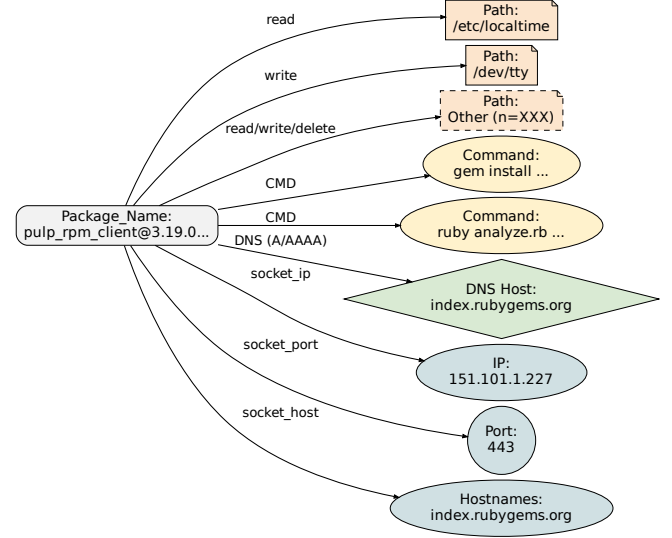 read
Path:
/etc/localtime
write
Path:
/dev/tty
read/write/delete
Path:
Other (n=XXX)
CMD
Command:
gem install ...
Package_Name:
pulp_rpm_client@3.19.0...
CMD
Command:
ruby analyze.rb ...
DNS (A/AAAA)
DNS Host:
index.rubygems.org
socket_ip
IP:
151.101.1.227
socket_port
Port:
443
socket_host
Hostnames:
index.rubygems.org